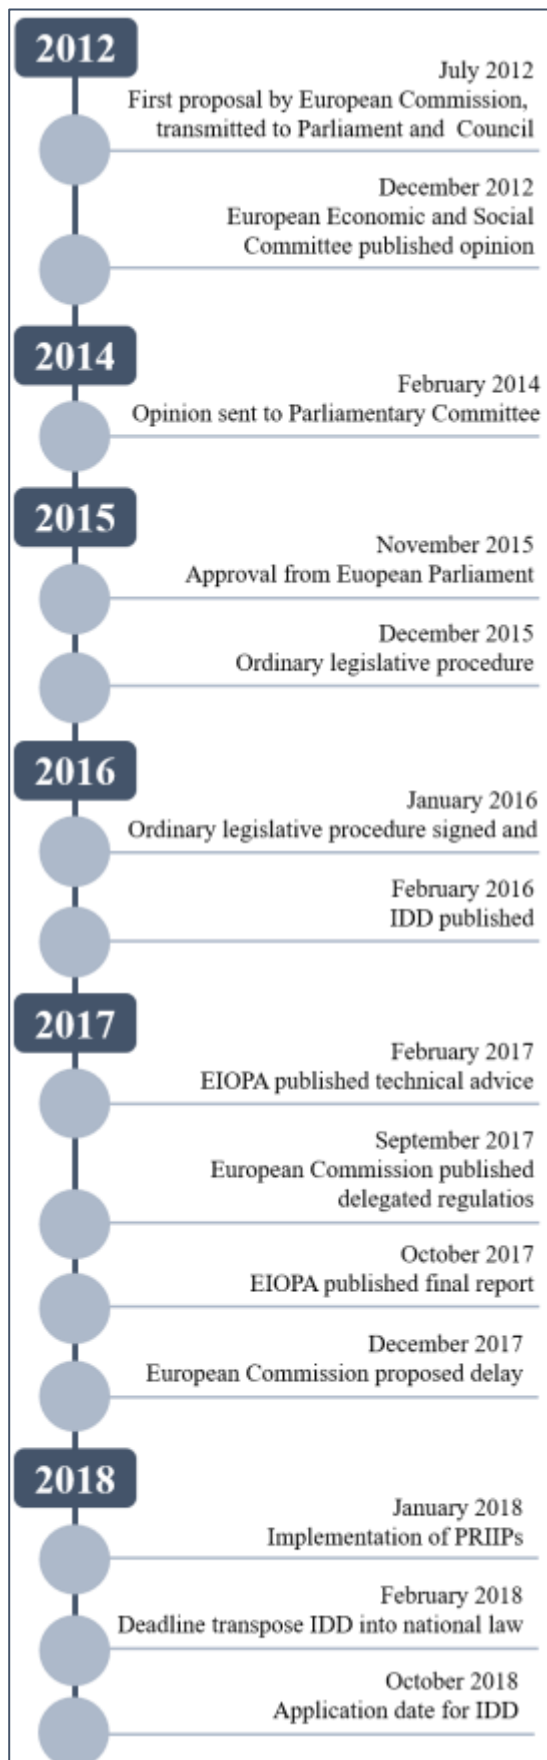 2012
July 2012
First proposal by European Commission,
transmitted to Parliament and Council
December 2012
European Economic and Social
Committee published opinion
2014
February 2014
Opinion sent to Parliamentary Committee
2015
November 2015
Approval from Euopean Parliament
December 2015
Ordinary legislative procedure
2016
January 2016
Ordinary legislative procedure signed and
February 2016
IDD published
2017
February 2017
EIOPA published technical advice
September 2017
European Commission published
delegated regulatios
October 2017
EIOPA published final report
December 2017
European Commission proposed delay
2018
January 2018
Implementation of PRIIPs
February 2018
Deadline transpose IDD into national law
October 2018
Application date for IDD